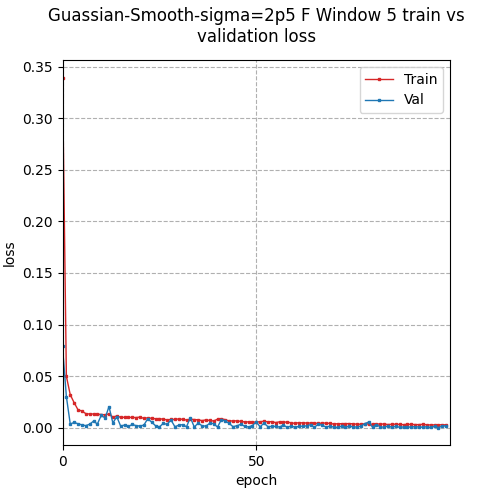 Guassian-Smooth-sigma=2p5 F Window 5 train vs
validation loss
Train
Val
0.35
0.30
0.25
0.20
0.15
0.10
0.05
0.00
loss
0
50
epoch